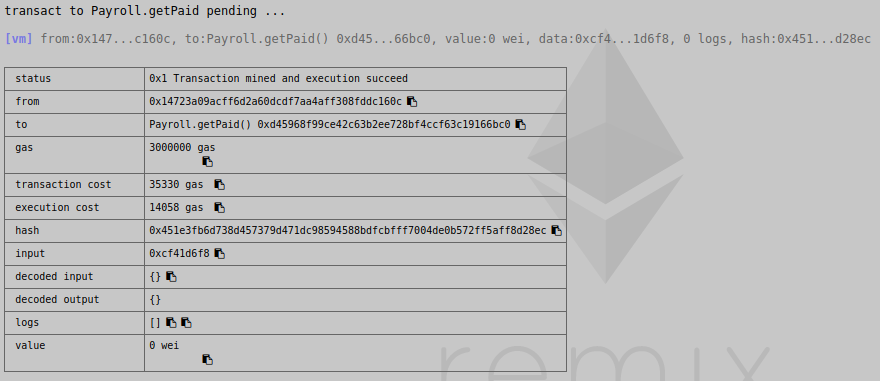 transact to Payroll.getPaid pending ...
[vm] from:0x147...c160c, to:Payroll.getPaid() 0xd45...66bc0, value:0 wei, data:0xcf4...1d6f8, 0 logs, hash:0x451...d28ec
status 0x1 Transaction mined and execution succeed
from 0x14723a09acff6d2a60dcdf7aa4aff308fddc160c
to Payroll.getPaid() 0xd45968f99ce42c63b2ee728bf4ccf63c19166bc0
gas 3000000 gas
transaction cost 35330 gas
execution cost 14058 gas
hash 0x451e3fb6d738d457379d471dc98594588bdfcbfff7004de0b572ff5aff8d28ec
input 0xcf41d6f8
decoded input {}
decoded output {}
logs []
value 0 wei
remix